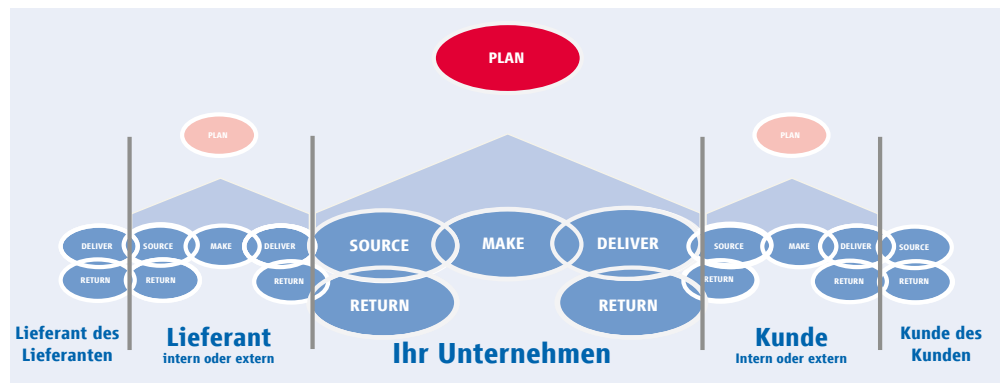 PLAN
PLAN
PLAN
DELIVER
SOURCE
MAKE
DELIVER
SOURCE
MAKE
DELIVER
SOURCE
MAKE
DELIVER
SOURCE
RETURN
RETURN
RETURN
RETURN
RETURN
RETURN
RETURN
RETURN
Lieferant des
Lieferanten
Lieferant
intern oder extern
Ihr Unternehmen
Kunde
Intern oder extern
Kunde des
Kunden